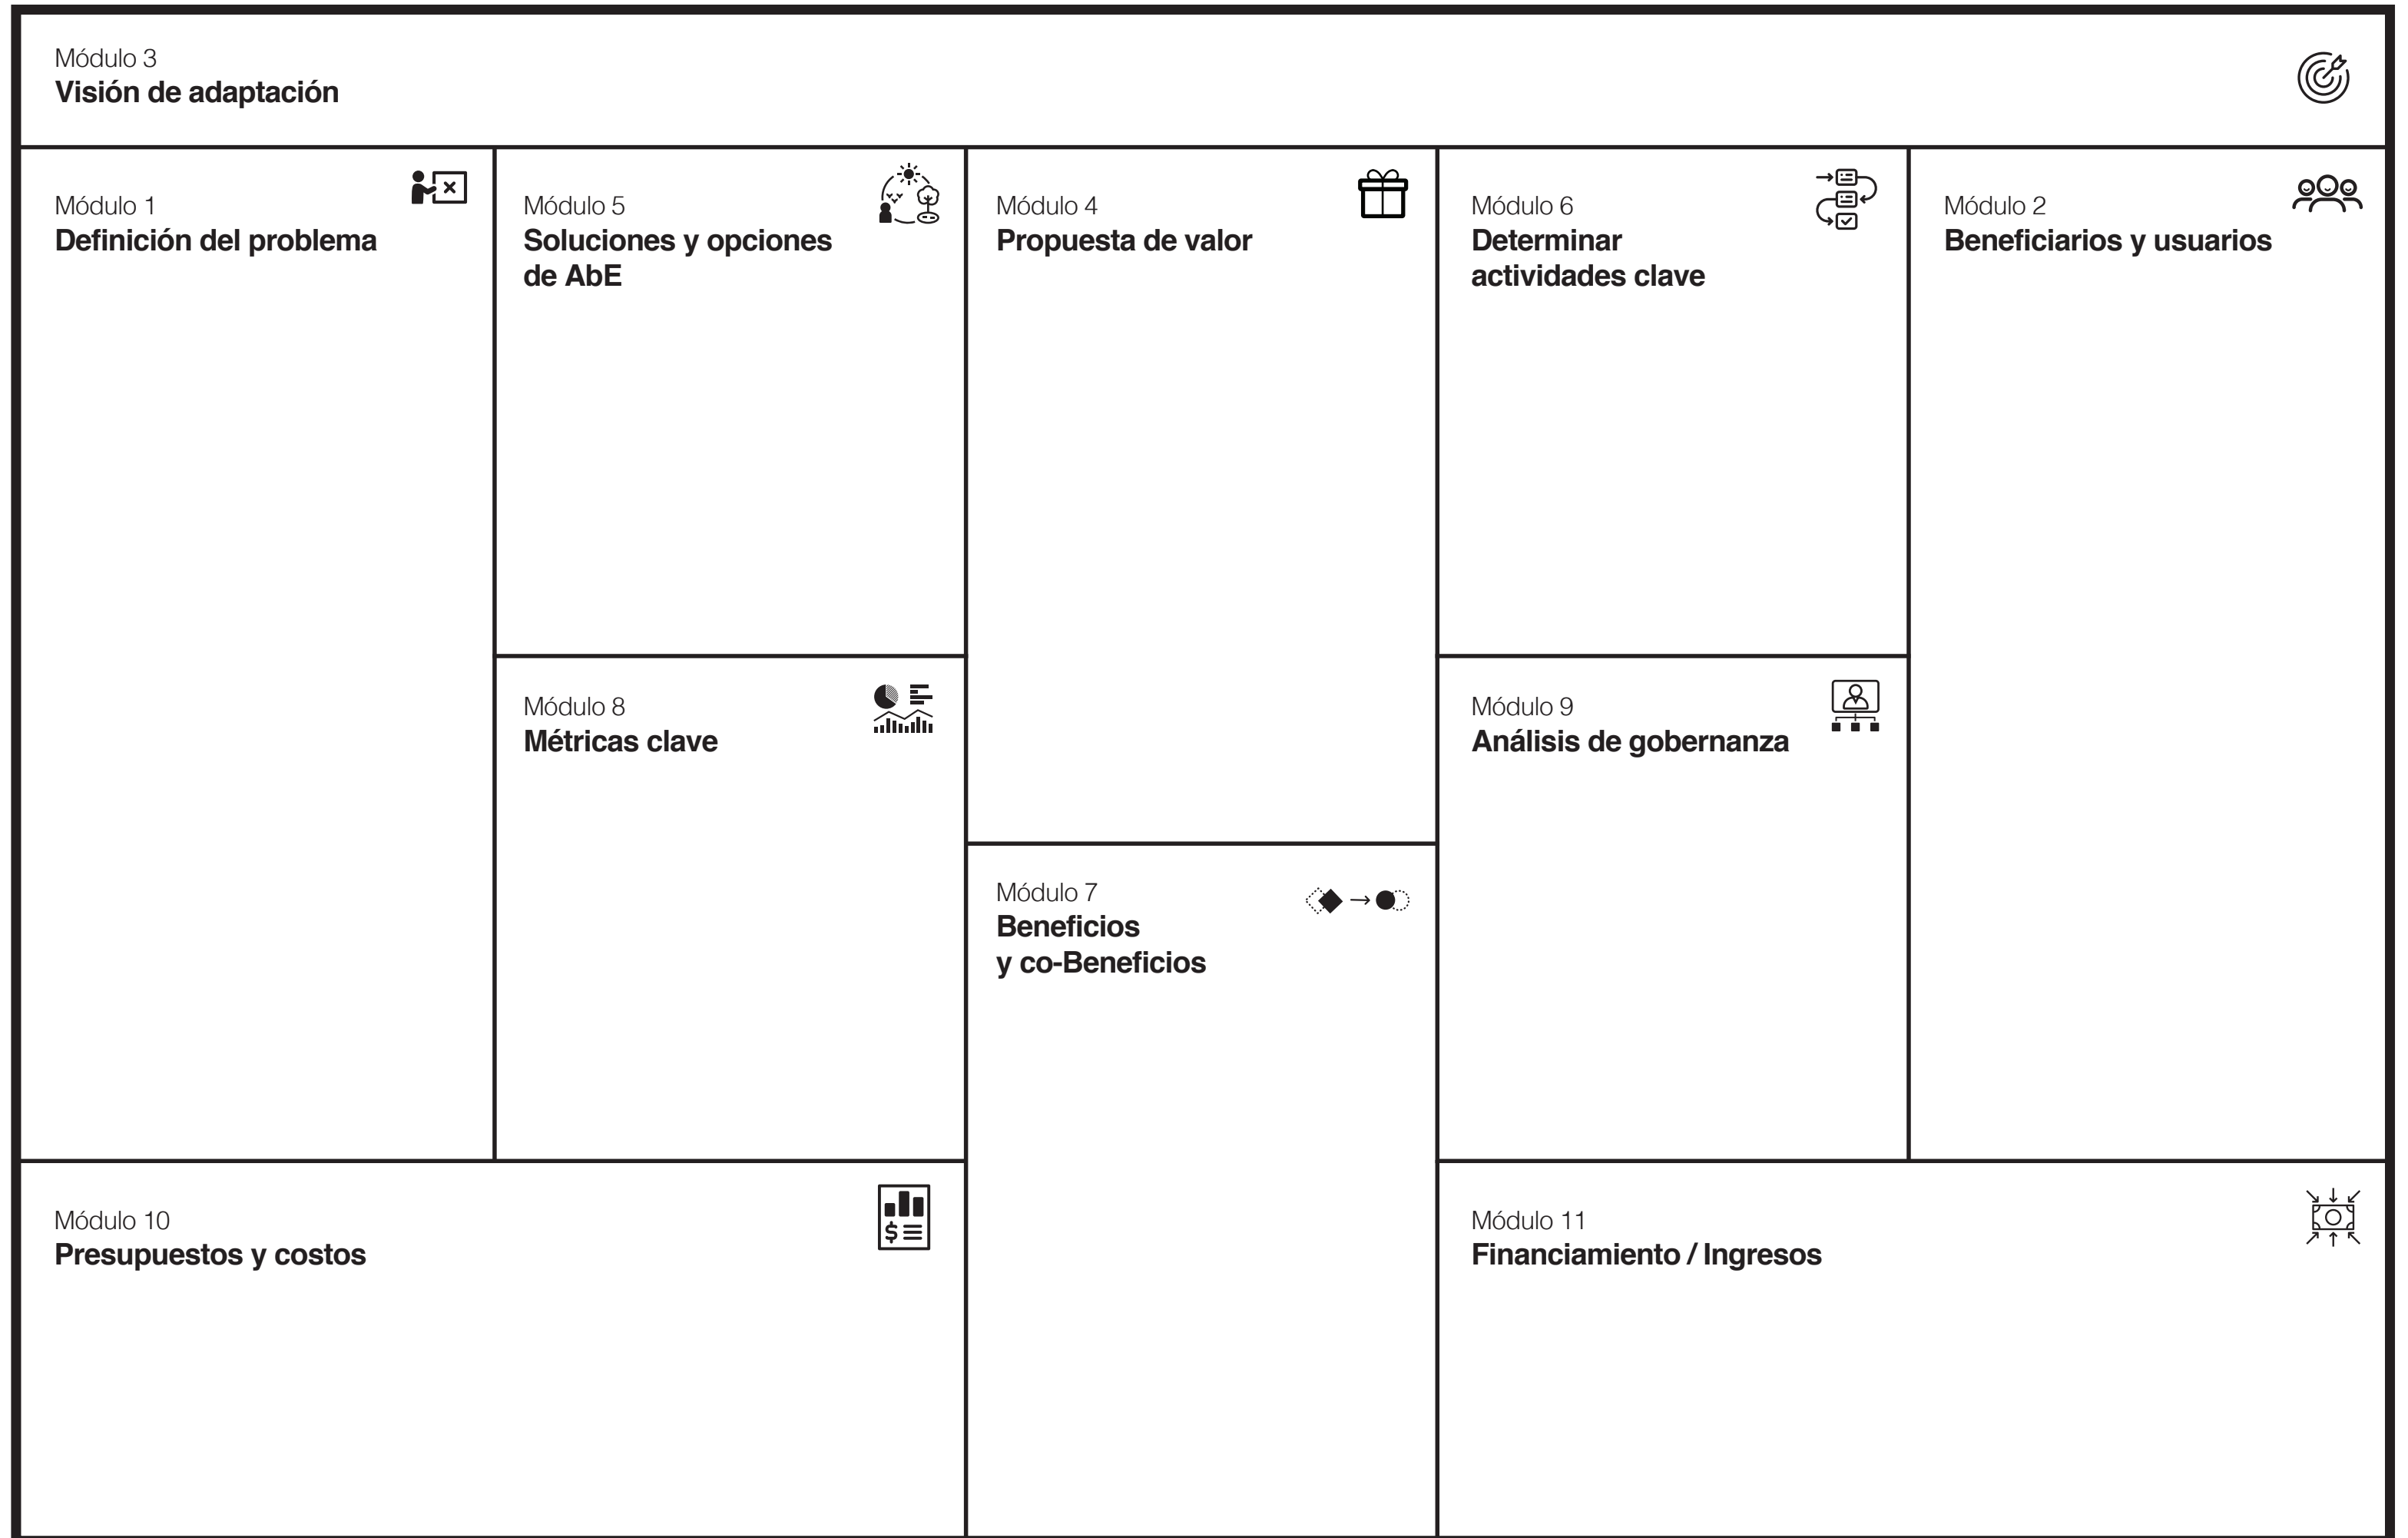 Módulo 3
Visión de adaptación
Módulo 1
Definición del problema
Módulo 5
Soluciones y opciones
de AbE
Módulo 4
Propuesta de valor
Módulo 6
Determinar
actividades clave
Módulo 2
Beneficiarios y usuarios
Módulo 8
Métricas clave
Módulo 9
Análisis de gobernanza
Módulo 7
Beneficios
y co-Beneficios
Módulo 10
Presupuestos y costos
$
Módulo 11
Financiamiento / Ingresos